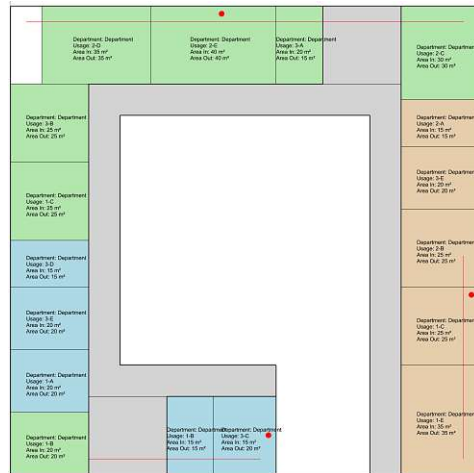 Department: Department
Usage: 2-D
Area In: 35 m²
Area Out: 35 m²
Department: Department
Usage: 2-E
Area In: 40 m²
Area Out: 40 m²
Department: Department
Usage: 3-A
Area In: 20 m²
Area Out: 15 m²
Department: Department
Usage: 2-C
Area In: 30 m²
Area Out: 30 m²
Department: Department
Usage: 3-B
Area In: 25 m²
Area Out: 25 m²
Department: Department
Usage: 2-A
Area In: 15 m²
Area Out: 15 m²
Department: Department
Usage: 3-E
Area In: 20 m²
Area Out: 20 m²
Department: Department
Usage: 1-C
Area In: 25 m²
Area Out: 25 m²
Department: Department
Usage: 2-B
Area In: 25 m²
Area Out: 25 m²
Department: Department
Usage: 3-D
Area In: 15 m²
Area Out: 15 m²
Department: Department
Usage: 3-E
Area In: 20 m²
Area Out: 20 m²
Department: Department
Usage: 1-C
Area In: 25 m²
Area Out: 25 m²
Department: Department
Usage: 1-A
Area In: 20 m²
Area Out: 20 m²
Department: Department
Usage: 1-E
Area In: 35 m²
Area Out: 35 m²
Department: Department
Usage: 1-B
Area In: 20 m²
Area Out: 20 m²
Department: Department
Usage: 1-B
Area In: 15 m²
Area Out: 15 m²
Department: Department
Usage: 3-C
Area In: 15 m²
Area Out: 20 m²